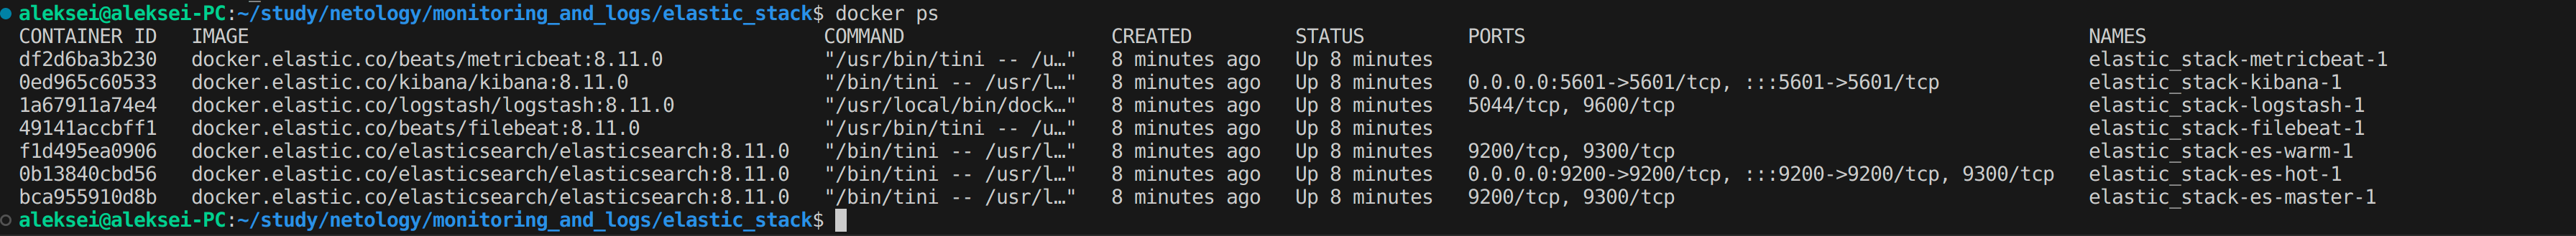 aleksei@aleksei-PC:~/study/netology/monitoring_and_logs/elastic_stack$ docker ps
CONTAINER ID   IMAGE                                                  COMMAND                  CREATED         STATUS         PORTS                                                 NAMES
df2d6ba3b230   docker.elastic.co/beats/metricbeat:8.11.0              "/usr/bin/tini -- /u…"   8 minutes ago   Up 8 minutes                                                         elastic_stack-metricbeat-1
0ed965c60533   docker.elastic.co/kibana/kibana:8.11.0                 "/bin/tini -- /usr/l…"   8 minutes ago   Up 8 minutes   0.0.0.0:5601->5601/tcp, :::5601->5601/tcp             elastic_stack-kibana-1
1a67911a74e4   docker.elastic.co/logstash/logstash:8.11.0             "/usr/local/bin/dock…"   8 minutes ago   Up 8 minutes   5044/tcp, 9600/tcp                                    elastic_stack-logstash-1
49141accbff1   docker.elastic.co/beats/filebeat:8.11.0                "/usr/bin/tini -- /u…"   8 minutes ago   Up 8 minutes                                                         elastic_stack-filebeat-1
f1d495ea0906   docker.elastic.co/elasticsearch/elasticsearch:8.11.0   "/bin/tini -- /usr/l…"   8 minutes ago   Up 8 minutes   9200/tcp, 9300/tcp                                    elastic_stack-es-warm-1
0b13840cbd56   docker.elastic.co/elasticsearch/elasticsearch:8.11.0   "/bin/tini -- /usr/l…"   8 minutes ago   Up 8 minutes   0.0.0.0:9200->9200/tcp, :::9200->9200/tcp, 9300/tcp   elastic_stack-es-hot-1
bca955910d8b   docker.elastic.co/elasticsearch/elasticsearch:8.11.0   "/bin/tini -- /usr/l…"   8 minutes ago   Up 8 minutes   9200/tcp, 9300/tcp                                    elastic_stack-es-master-1
aleksei@aleksei-PC:~/study/netology/monitoring_and_logs/elastic_stack$